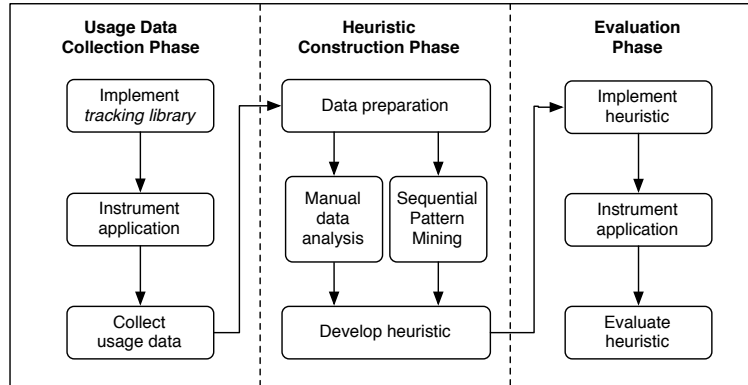 Usage Data
Collection Phase
Implement
tracking library
Instrument
application
Collect
usage data
Heuristic
Construction Phase
Data preparation
Manual
data
analysis
Sequential
Pattern
Mining
Develop heuristic
Evaluation
Phase
Implement
heuristic
Instrument
application
Evaluate
heuristic